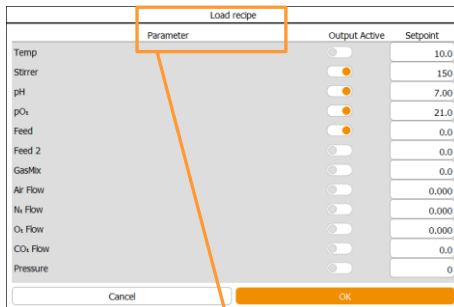 Load recipe
Parameter Output Active Setpoint
Temp 10.0
Stirrer 150
pH 7.00
pO₂ 21.0
Feed 0.0
Feed 2 0.0
GasMix 0.0
Air Flow 0.000
N₂ Flow 0.000
O₂ Flow 0.000
CO₂ Flow 0.0
Pressure 0
Cancel OK